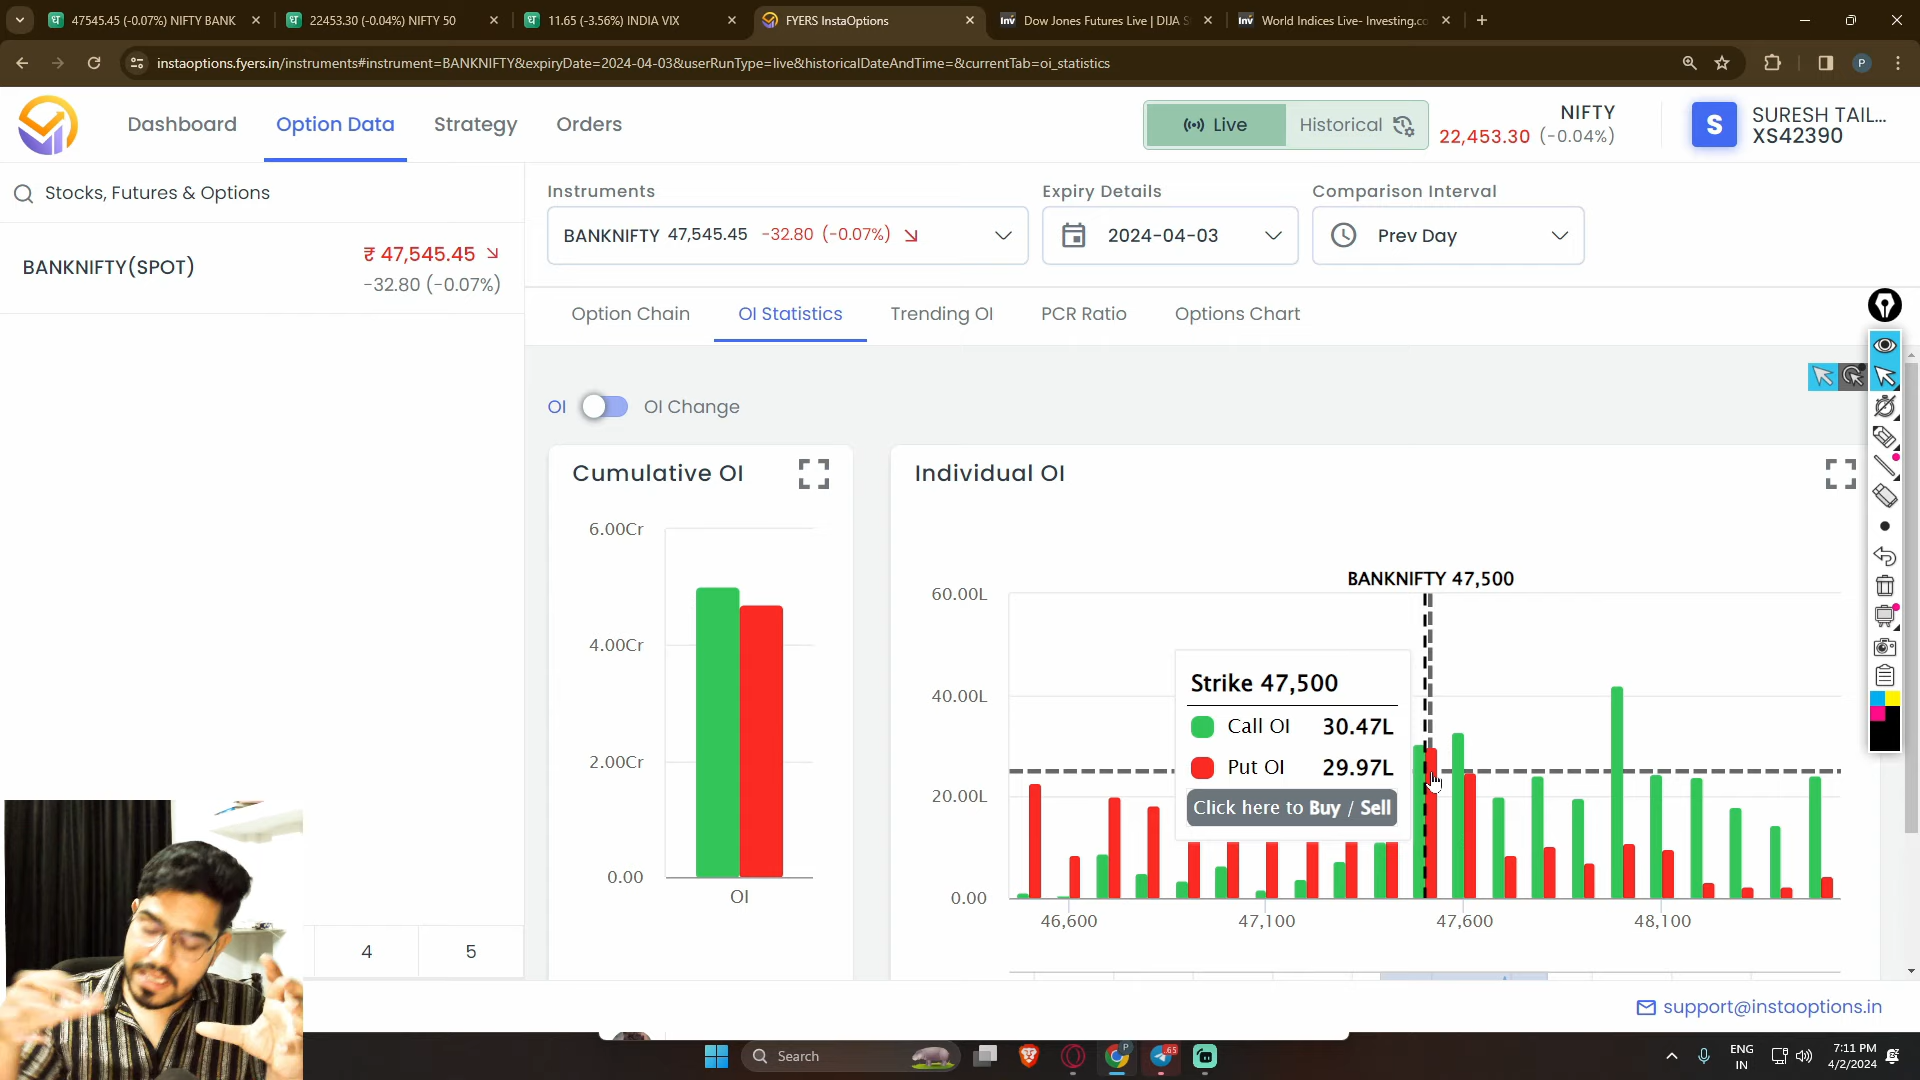 47545.45 (-0.07%) NIFTY BANK
22453.30 (-0.04%) NIFTY 50
11.65 (-3.56%) INDIA VIX
FYERS InstaOptions
Dow Jones Futures Live | DJIA S
World Indices Live- Investing.co
instaoptions.fyers.in/instruments#instrument=BANKNIFTY&expiryDate=2024-04-03&userRunType=live&historicalDateAndTime=&currentTab=oi_statistics
P
Dashboard
Option Data
Strategy
Orders
Live
Historical
NIFTY
22,453.30 (-0.04%)
S
SURESH TAIL...
XS42390
Stocks, Futures & Options
BANKNIFTY(SPOT)
₹ 47,545.45
-32.80 (-0.07%)
Instruments
BANKNIFTY 47,545.45 -32.80 (-0.07%)
Expiry Details
2024-04-03
Comparison Interval
Prev Day
Option Chain
OI Statistics
Trending OI
PCR Ratio
Options Chart
OI
OI Change
Cumulative OI
6.00Cr
4.00Cr
2.00Cr
0.00
OI
Individual OI
BANKNIFTY 47,500
60.00L
40.00L
20.00L
0.00
Strike 47,500
Call OI 30.47L
Put OI 29.97L
Click here to Buy / Sell
46,600
47,100
47,600
48,100
4
5
support@instaoptions.in
Search
P
65
ENG
IN
7:11 PM
4/2/2024